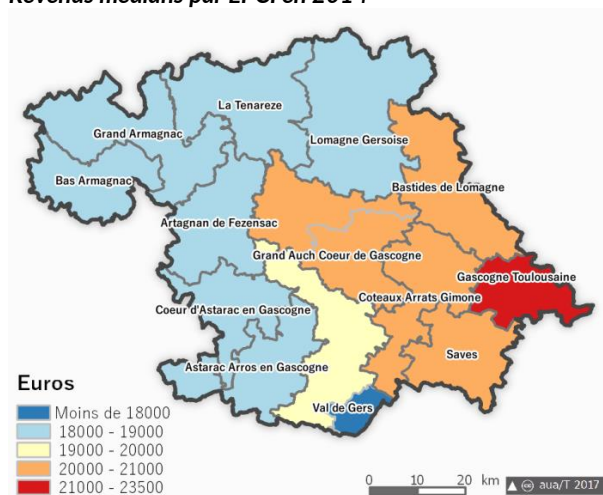 Revenus médians par EPCI en 2014
La Tenareze
Grand Armagnac
Lomagne Gersoise
Bas Armagnac
Bastides de Lomagne
Artagnan de Fezensac
Grand Auch Coeur de Gascogne
Gascogne Toulousaine
Coteaux Arrats Gimone
Coeur d'Astarac en Gascogne
Saves
Astarac Arros en Gascogne
Val de Gers
Euros
Moins de 18000
18000 - 19000
19000 - 20000
20000 - 21000
21000 - 23500
0 10 20 km
aua/T 2017